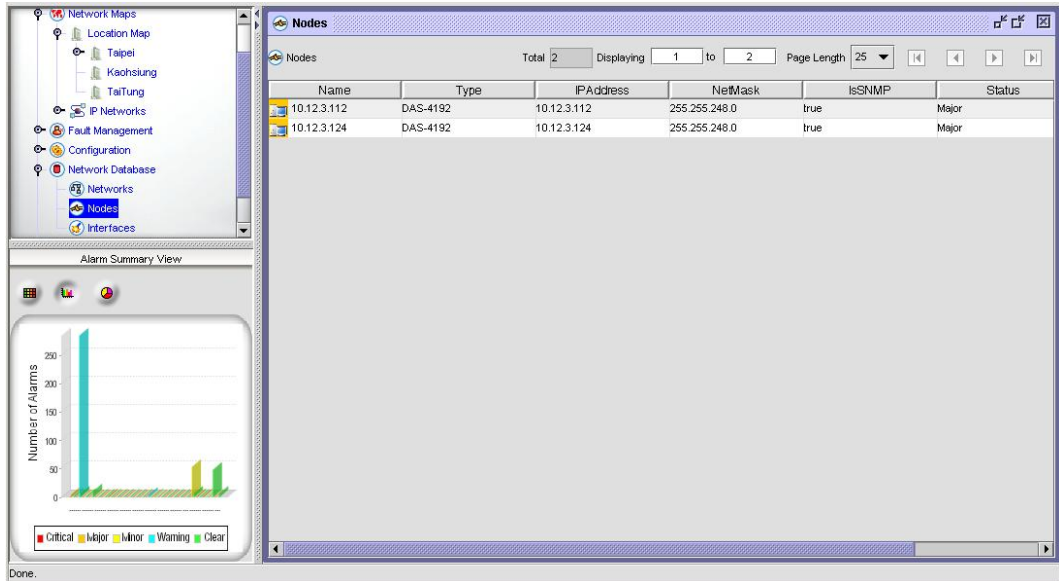 Network Maps
Location Map
Taipei
Kaohsiung
TaiTung
IP Networks
Fault Management
Configuration
Network Database
Networks
Nodes
Interfaces
Alarm Summary View
Number of Alarms
250
200
150
100
50
0
Critical Major Minor Warning Clear
Nodes
Nodes Total 2 Displaying 1 to 2 Page Length 25
Name Type IPAddress NetMask IsSNMP Status
10.12.3.112 DAS-4192 10.12.3.112 255.255.248.0 true Major
10.12.3.124 DAS-4192 10.12.3.124 255.255.248.0 true Major
Done.